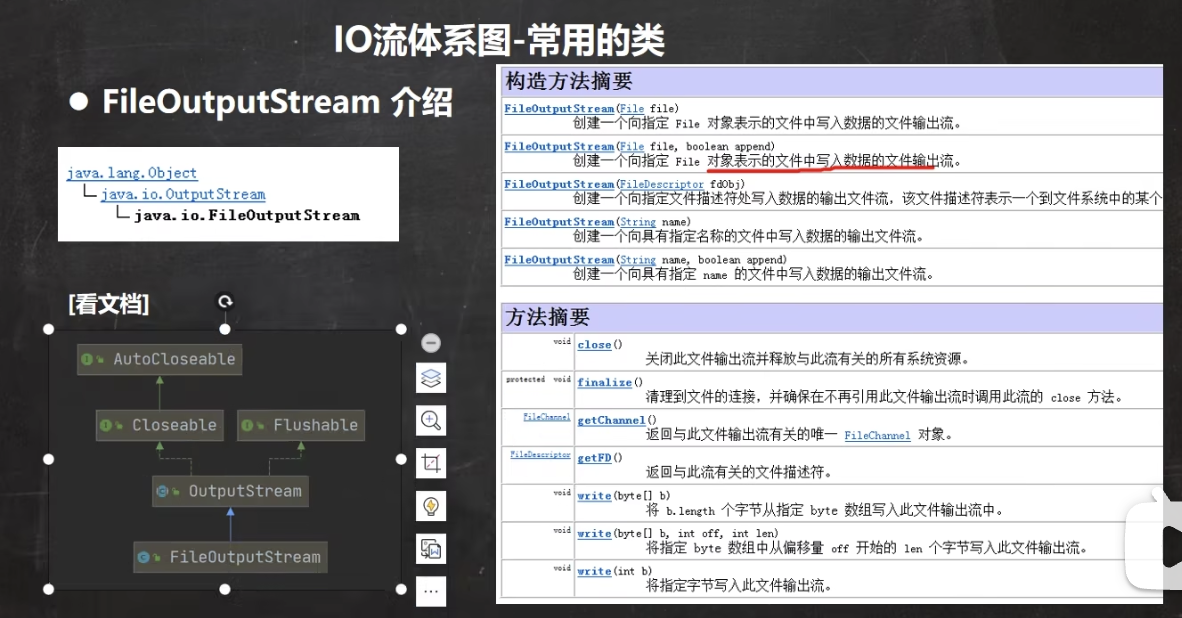 IO流体系图-常用的类
● FileOutputStream 介绍
java.lang.Object
java.io.OutputStream
java.io.FileOutputStream
[看文档]
AutoCloseable
Closeable
Flushable
OutputStream
FileOutputStream
构造方法摘要
FileOutputStream(File file)
创建一个向指定 File 对象表示的文件中写入数据的文件输出流。
FileOutputStream(File file, boolean append)
创建一个向指定 File 对象表示的文件中写入数据的文件输出流。
FileOutputStream(FileDescriptor fdObj)
创建一个向指定文件描述符处写入数据的输出文件流，该文件描述符表示一个到文件系统中的某个
FileOutputStream(String name)
创建一个向具有指定名称的文件中写入数据的输出文件流。
FileOutputStream(String name, boolean append)
创建一个向具有指定 name 的文件中写入数据的输出文件流。
方法摘要
void close()
关闭此文件输出流并释放与此流有关的所有系统资源。
protected void finalize()
清理到文件的连接，并确保在不再引用此文件输出流时调用此流的 close 方法。
FileChannel getChannel()
返回与此文件输出流有关的唯一 FileChannel 对象。
FileDescriptor getFD()
返回与此流有关的文件描述符。
void write(byte[] b)
将 b.length 个字节从指定 byte 数组写入此文件输出流中。
void write(byte[] b, int off, int len)
将指定 byte 数组中从偏移量 off 开始的 len 个字节写入此文件输出流。
void write(int b)
将指定字节写入此文件输出流。